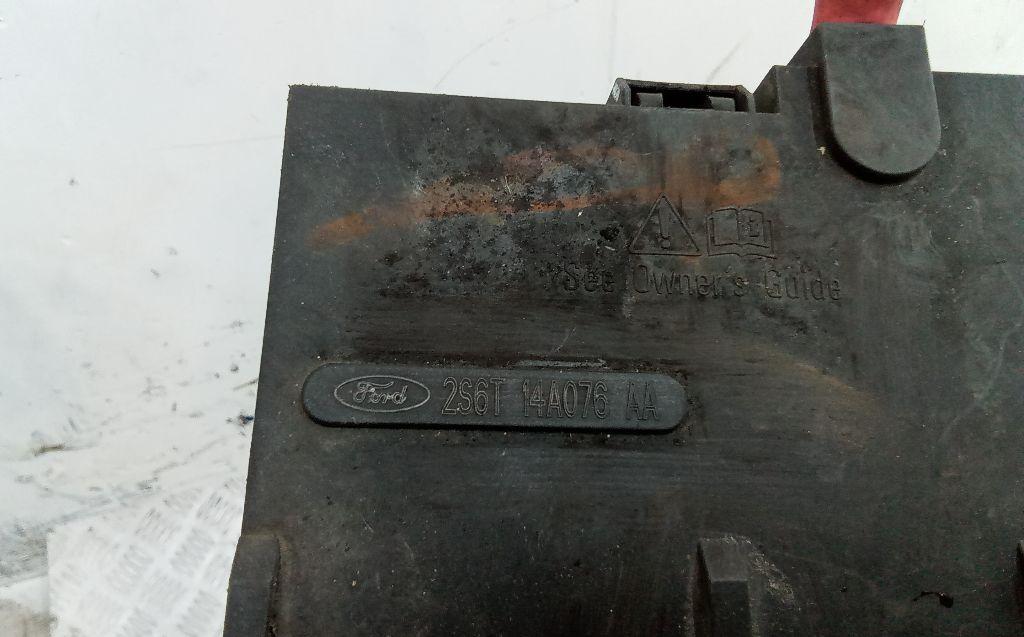 See Owner's Guide
Ford 2S6T 14A076 AA